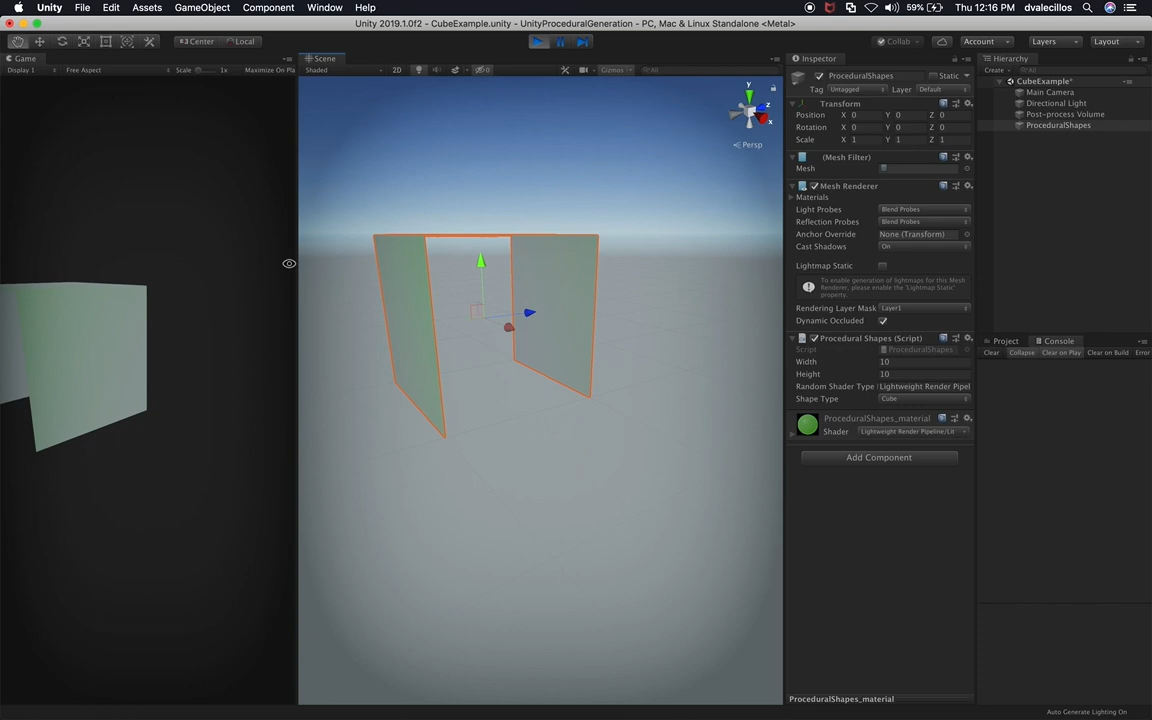 Unity File Edit Assets GameObject Component Window Help 59% Thu 12:16 PM dvalecillos
Unity 2019.1.0f2 - CubeExample.unity - UnityProceduralGeneration - PC, Mac & Linux Standalone <Metal>
Center Local Collab Account Layers Layout
Game
Display 1 Free Aspect Scale 1x Maximize On Pla
Scene
Shaded 2D 0 Gizmos All
y
z
x
Persp
Inspector
ProceduralShapes Static
Tag Untagged Layer Default
Transform
Position X 0 Y 0 Z 0
Rotation X 0 Y 0 Z 0
Scale X 1 Y 1 Z 1
(Mesh Filter)
Mesh
Mesh Renderer
Materials
Light Probes Blend Probes
Reflection Probes Blend Probes
Anchor Override None (Transform)
Cast Shadows On
Lightmap Static
To enable generation of lightmaps for this Mesh
Renderer, please enable the 'Lightmap Static'
property.
Rendering Layer Mask Layer1
Dynamic Occluded
Procedural Shapes (Script)
Script ProceduralShapes
Width 10
Height 10
Random Shader Type Lightweight Render Pipel
Shape Type Cube
ProceduralShapes_material
Shader Lightweight Render Pipeline/Lit
Add Component
ProceduralShapes_material
Hierarchy
Create All
CubeExample*
Main Camera
Directional Light
Post-process Volume
ProceduralShapes
Project Console
Clear Collapse Clear on Play Clear on Build Error
Auto Generate Lighting On